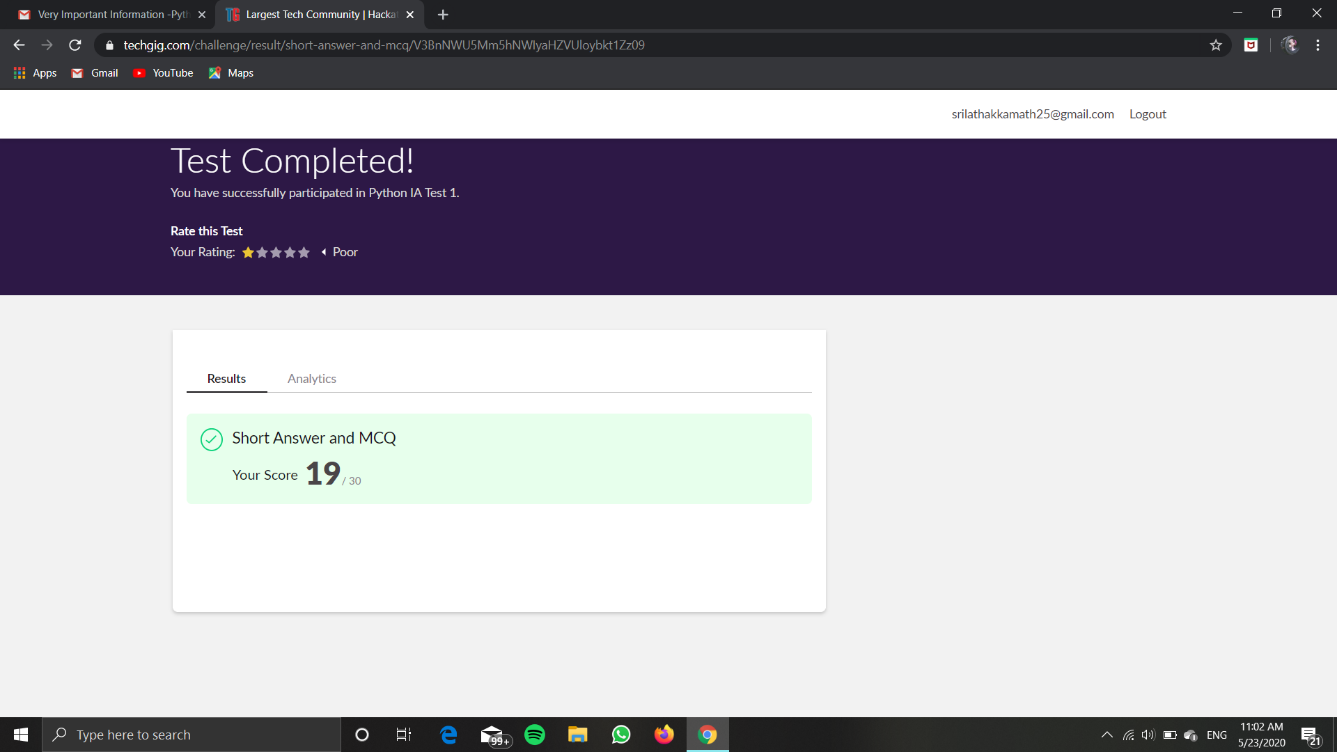 Very Important Information -Pyth
Largest Tech Community | Hacka
techgig.com/challenge/result/short-answer-and-mcq/V3BnNWU5Mm5hNWIyaHZVUloybkt1Zz09
Apps Gmail YouTube Maps
srilathakkamath25@gmail.com Logout
Test Completed!
You have successfully participated in Python IA Test 1.
Rate this Test
Your Rating: Poor
Results Analytics
Short Answer and MCQ
Your Score 19 / 30
Type here to search
99+
ENG
11:02 AM
5/23/2020
21